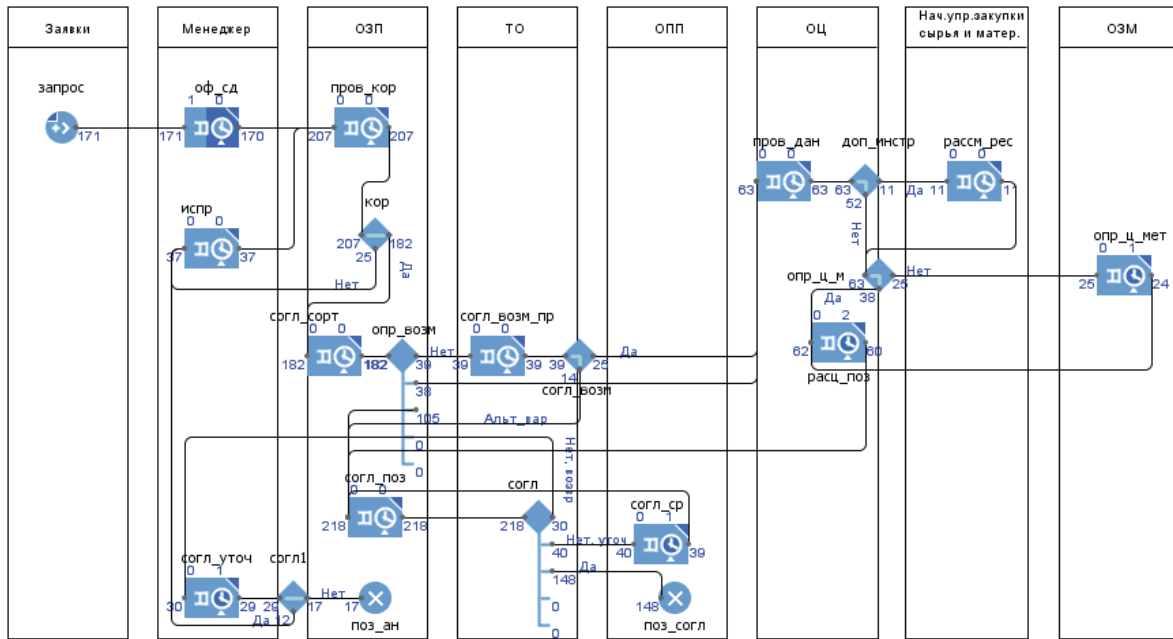 Заявки
Менеджер
ОЗП
ТО
ОПП
ОЦ
Нач.упр.закупки
сырья и матер.
ОЗМ
запрос
171
оф_сд
1 0
171 170
пров_кор
0 0
207 207
пров_дан
0 0
63 63
доп_инстр
63 11
52
Да
Нет
рассм_рес
0 0
11 11
испр
0 0
37 37
кор
207 182
25
Да
Нет
опр_ц_м
63 25
38
Нет
Да
опр_ц_мет
0 1
25 24
согл_сорт
0 0
182 182
опр_возм
182 39
Нет
38
105
0
0
согл_возм_пр
0 0
39 39
39 25
14
Да
согл_возм
Альт_вар
0 2
62 60
расц_поз
согл_поз
0 0
218 218
согл
218 30
Нет, возвр
40
Нет, уточ
148
Да
0
0
согл_ср
0 1
40 39
согл_уточ
0 1
30 29
согл1
29 17
Да 12
Нет
17
поз_ан
148
поз_согл